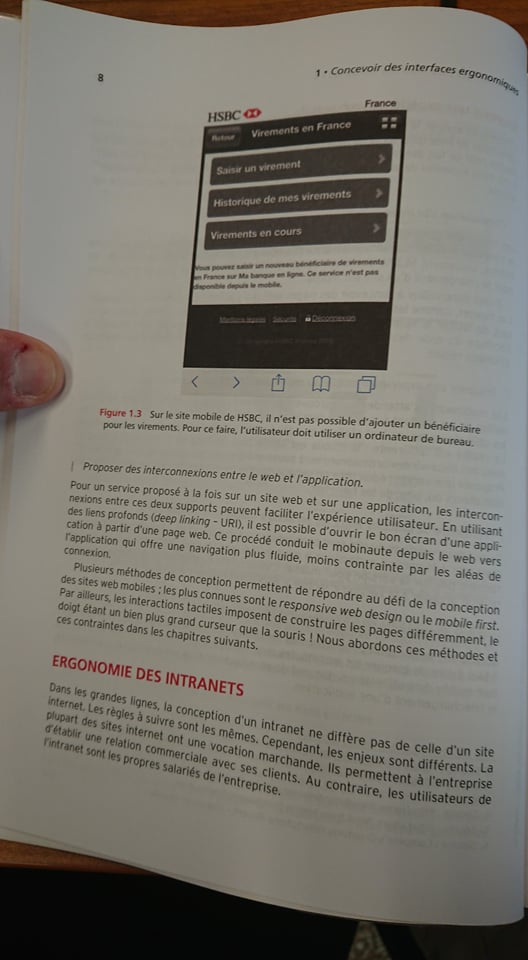 8
1 • Concevoir des interfaces ergonomiques
HSBC
France
Retour
Virements en France
Saisir un virement
Historique de mes virements
Virements en cours
Vous pouvez saisir un nouveau bénéficiaire de virements
en France sur Ma banque en ligne. Ce service n'est pas
disponible depuis le mobile.
Mentions légales | Sécurité | Déconnexion
Figure 1.3 Sur le site mobile de HSBC, il n'est pas possible d'ajouter un bénéficiaire
pour les virements. Pour ce faire, l'utilisateur doit utiliser un ordinateur de bureau.
| Proposer des interconnexions entre le web et l'application.
Pour un service proposé à la fois sur un site web et sur une application, les intercon-
nexions entre ces deux supports peuvent faciliter l'expérience utilisateur. En utilisant
des liens profonds (deep linking - URI), il est possible d'ouvrir le bon écran d'une appli-
cation à partir d'une page web. Ce procédé conduit le mobinaute depuis le web vers
l'application qui offre une navigation plus fluide, moins contrainte par les aléas de
connexion.
Plusieurs méthodes de conception permettent de répondre au défi de la conception
des sites web mobiles ; les plus connues sont le responsive web design ou le mobile first.
Par ailleurs, les interactions tactiles imposent de construire les pages différemment, le
doigt étant un bien plus grand curseur que la souris ! Nous abordons ces méthodes et
ces contraintes dans les chapitres suivants.
ERGONOMIE DES INTRANETS
Dans les grandes lignes, la conception d'un intranet ne diffère pas de celle d'un site
internet. Les règles à suivre sont les mêmes. Cependant, les enjeux sont différents. La
plupart des sites internet ont une vocation marchande. Ils permettent à l'entreprise
d'établir une relation commerciale avec ses clients. Au contraire, les utilisateurs de
l'intranet sont les propres salariés de l'entreprise.